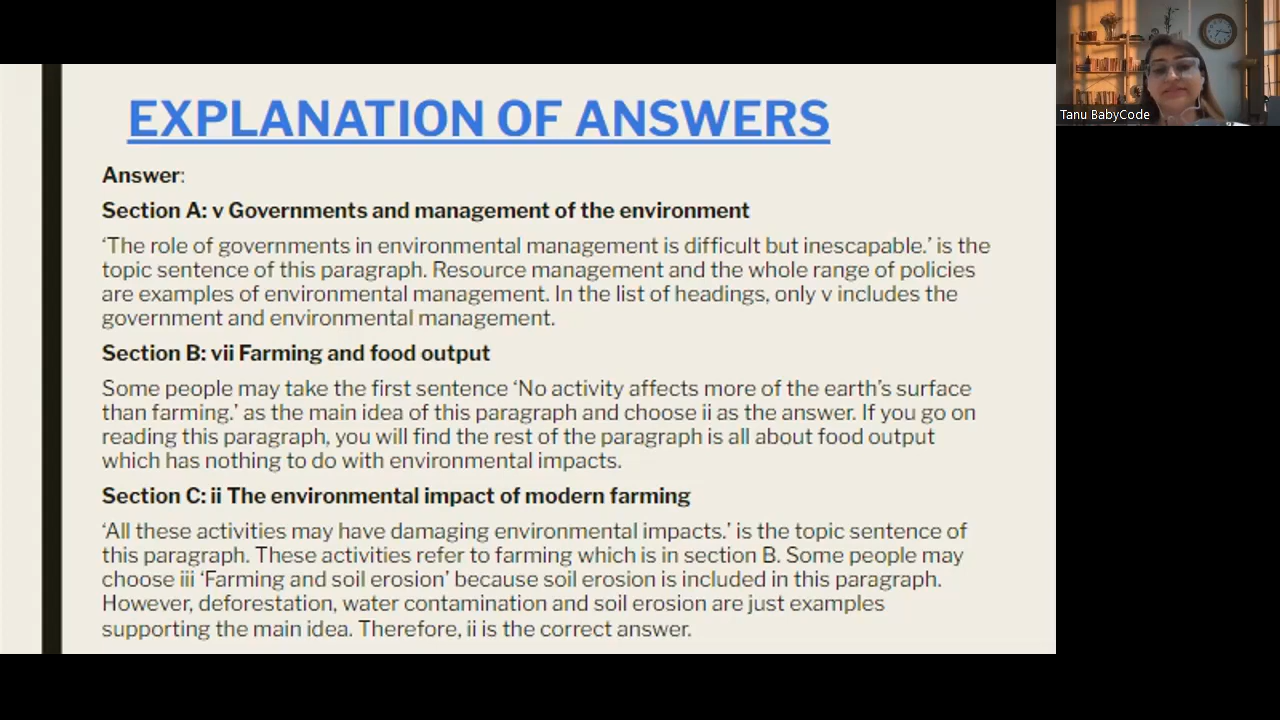 EXPLANATION OF ANSWERS
Answer:
Section A: v Governments and management of the environment
‘The role of governments in environmental management is difficult but inescapable.’ is the
topic sentence of this paragraph. Resource management and the whole range of policies
are examples of environmental management. In the list of headings, only v includes the
government and environmental management.
Section B: vii Farming and food output
Some people may take the first sentence ‘No activity affects more of the earth’s surface
than farming.’ as the main idea of this paragraph and choose ii as the answer. If you go on
reading this paragraph, you will find the rest of the paragraph is all about food output
which has nothing to do with environmental impacts.
Section C: ii The environmental impact of modern farming
‘All these activities may have damaging environmental impacts.’ is the topic sentence of
this paragraph. These activities refer to farming which is in section B. Some people may
choose iii ‘Farming and soil erosion’ because soil erosion is included in this paragraph.
However, deforestation, water contamination and soil erosion are just examples
supporting the main idea. Therefore, ii is the correct answer.
Tanu BabyCode